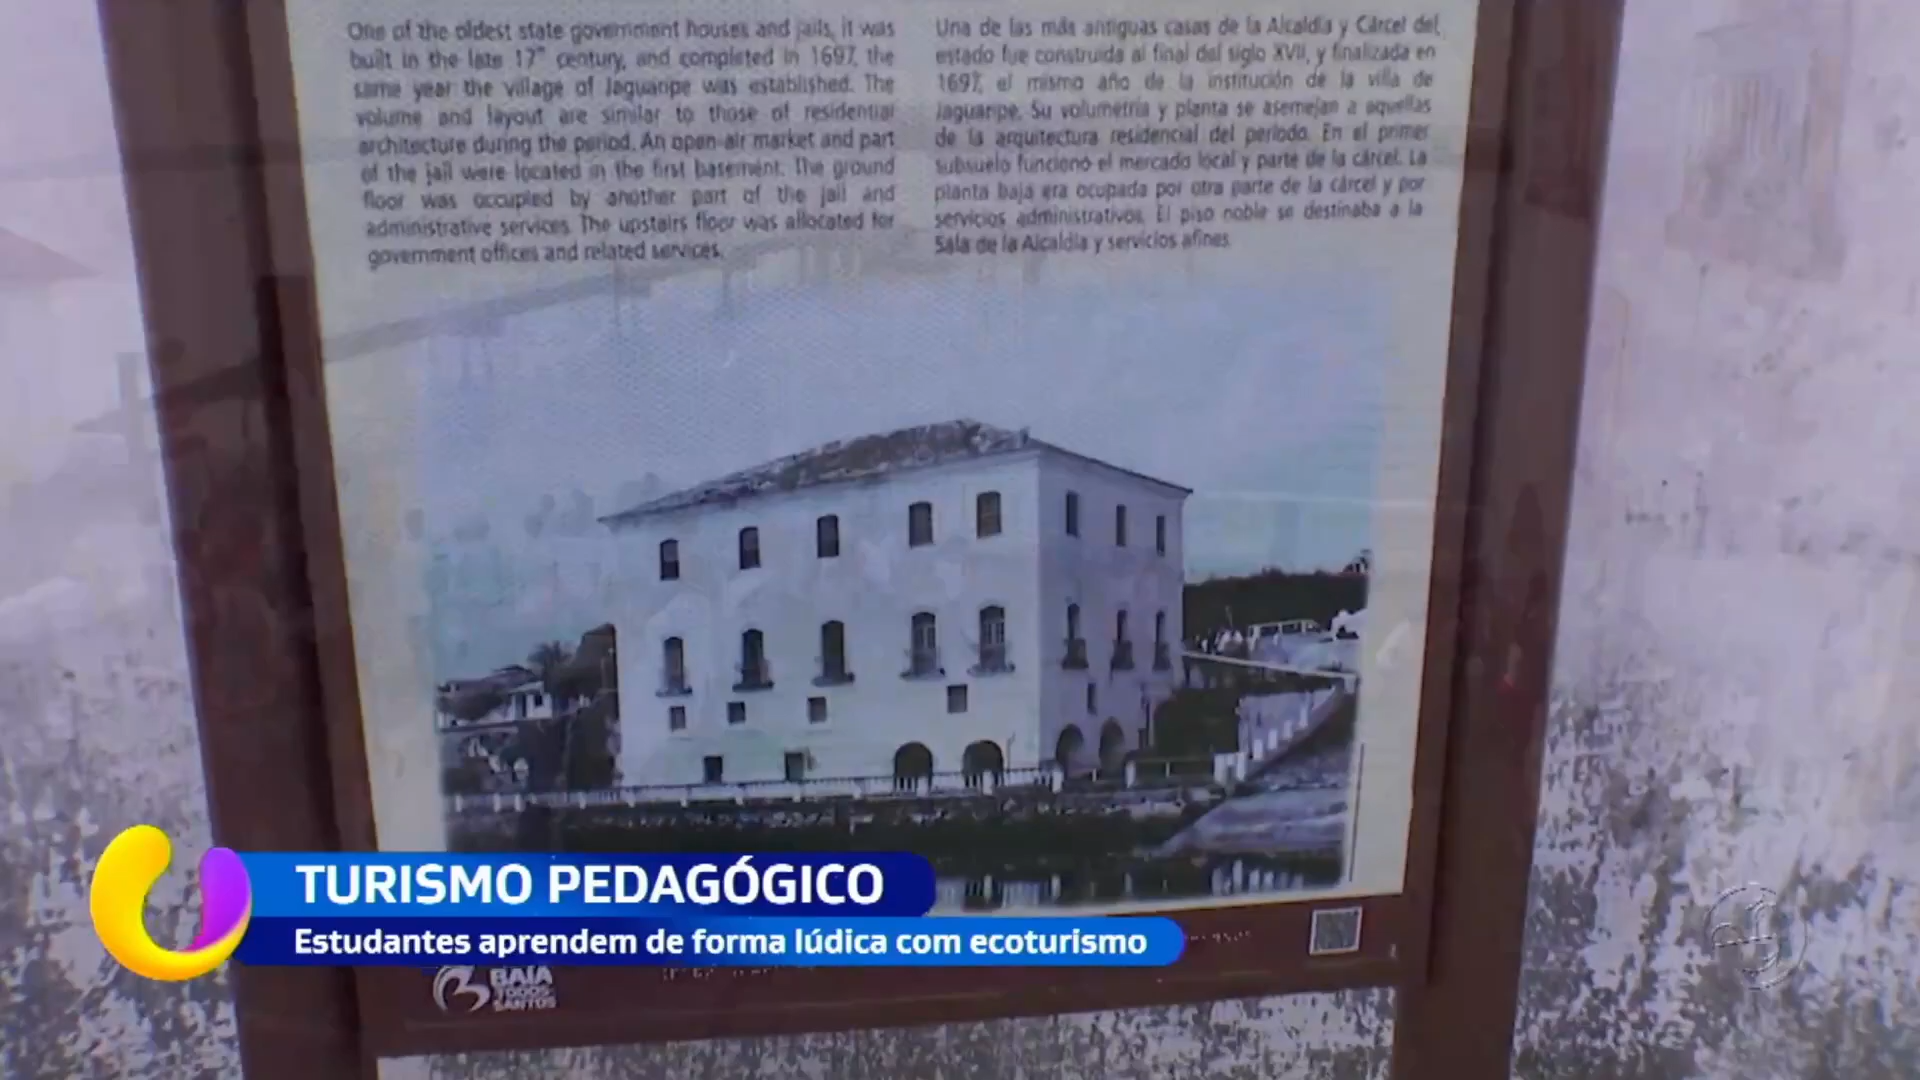 One of the oldest state government houses and jails, it was
built in the late 17th century, and completed in 1697, the
same year the village of Jaguaripe was established. The
volume and layout are similar to those of residential
architecture during the period. An open-air market and part
of the jail were located in the first basement. The ground
floor was occupied by another part of the jail and
administrative services. The upstairs floor was allocated for
government offices and related services.
Una de las más antiguas casas de la Alcaldía y Cárcel del
estado fue construida al final del siglo XVII, y finalizada en
1697, el mismo año de la institución de la villa de
Jaguaripe. Su volumetría y planta se asemejan a aquellas
de la arquitectura residencial del período. En el primer
subsuelo funcionó el mercado local y parte de la cárcel. La
planta baja era ocupada por otra parte de la cárcel y por
servicios administrativos. El piso noble se destinaba a la
Sala de la Alcaldía y servicios afines.
TURISMO PEDAGÓGICO
Estudantes aprendem de forma lúdica com ecoturismo
BAÍA
TODOS
SANTOS